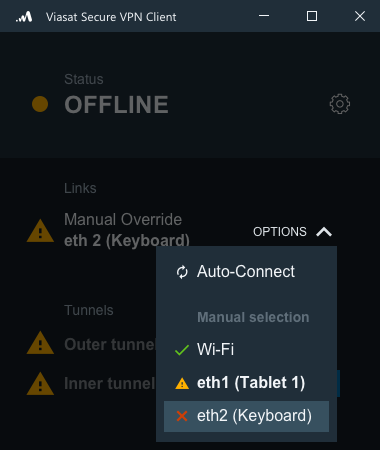 Viasat Secure VPN Client
Status
OFFLINE
Links
Manual Override
eth 2 (Keyboard)
OPTIONS
Auto-Connect
Manual selection
Wi-Fi
eth1 (Tablet 1)
eth2 (Keyboard)
Tunnels
Outer tunne
Inner tunnel